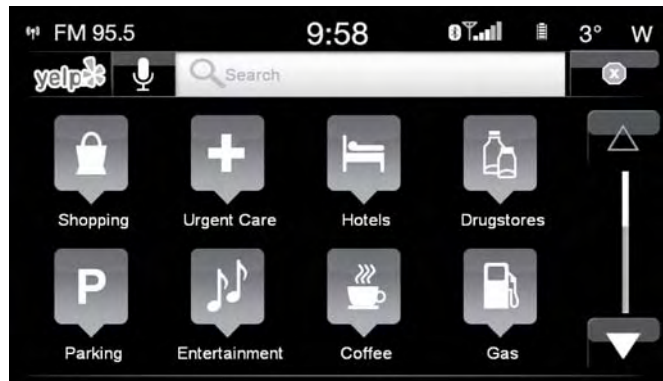 FM 95.5 9:58 3° W
yelp Search
Shopping Urgent Care Hotels Drugstores
P
Parking Entertainment Coffee Gas